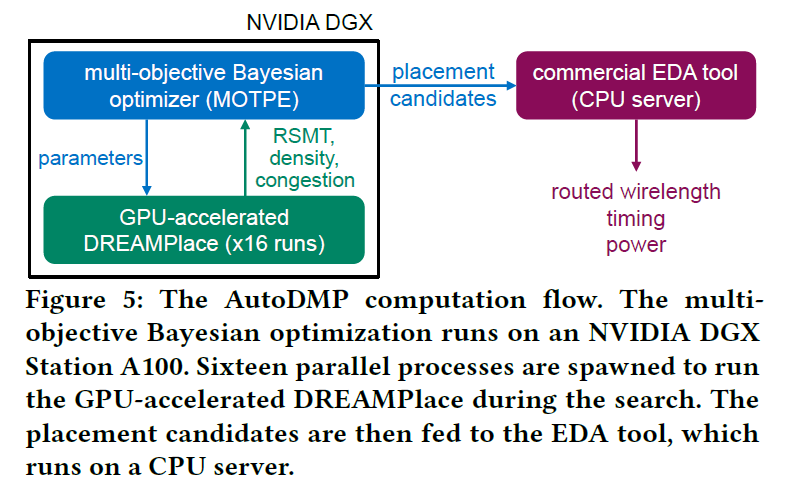 NVIDIA DGX
multi-objective Bayesian
optimizer (MOTPE)
placement
candidates
commercial EDA tool
(CPU server)
parameters
RSMT,
density,
congestion
GPU-accelerated
DREAMPlace (x16 runs)
routed wirelength
timing
power
Figure 5: The AutoDMP computation flow. The multi-
objective Bayesian optimization runs on an NVIDIA DGX
Station A100. Sixteen parallel processes are spawned to run
the GPU-accelerated DREAMPlace during the search. The
placement candidates are then fed to the EDA tool, which
runs on a CPU server.